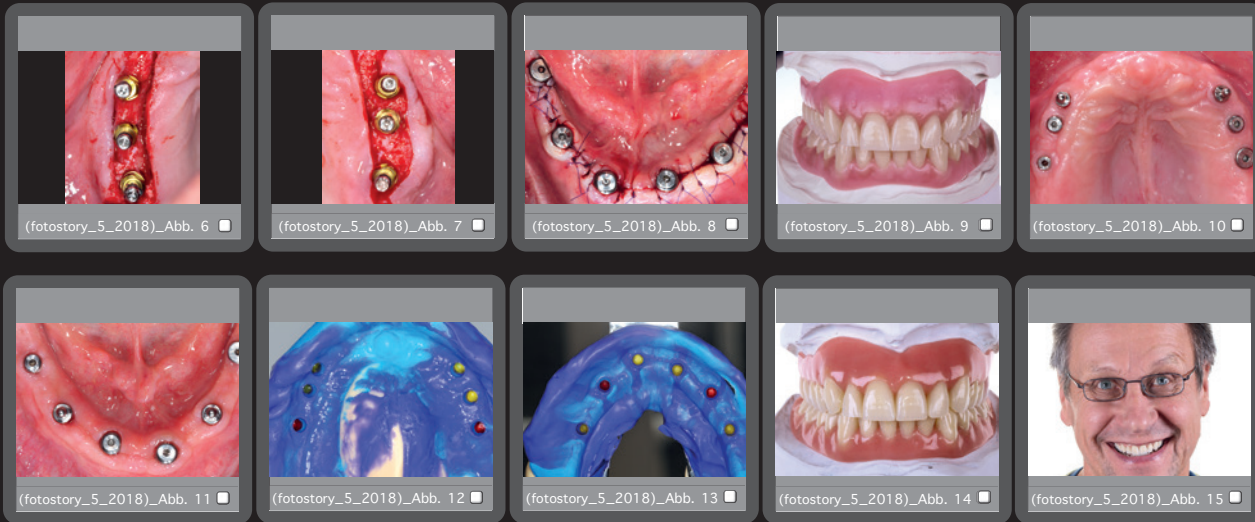 (fotostory_5_2018)_Abb. 6
(fotostory_5_2018)_Abb. 7
(fotostory_5_2018)_Abb. 8
(fotostory_5_2018)_Abb. 9
(fotostory_5_2018)_Abb. 10
(fotostory_5_2018)_Abb. 11
(fotostory_5_2018)_Abb. 12
(fotostory_5_2018)_Abb. 13
(fotostory_5_2018)_Abb. 14
(fotostory_5_2018)_Abb. 15